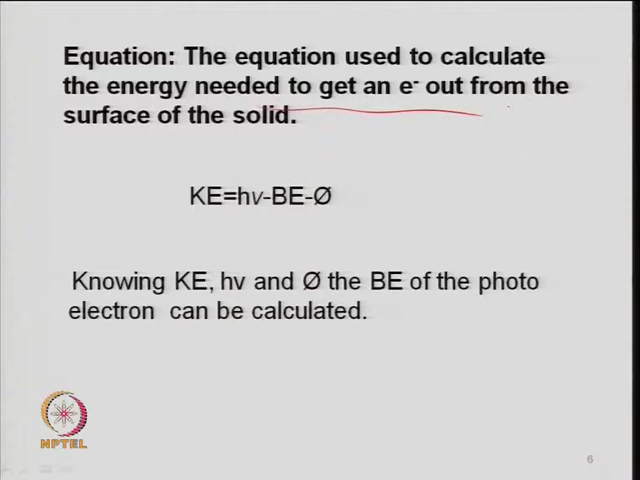 Equation: The equation used to calculate
the energy needed to get an e- out from the
surface of the solid.
KE=hν-BE-Ø
Knowing KE, hν and Ø the BE of the photo
electron can be calculated.
NPTEL
6